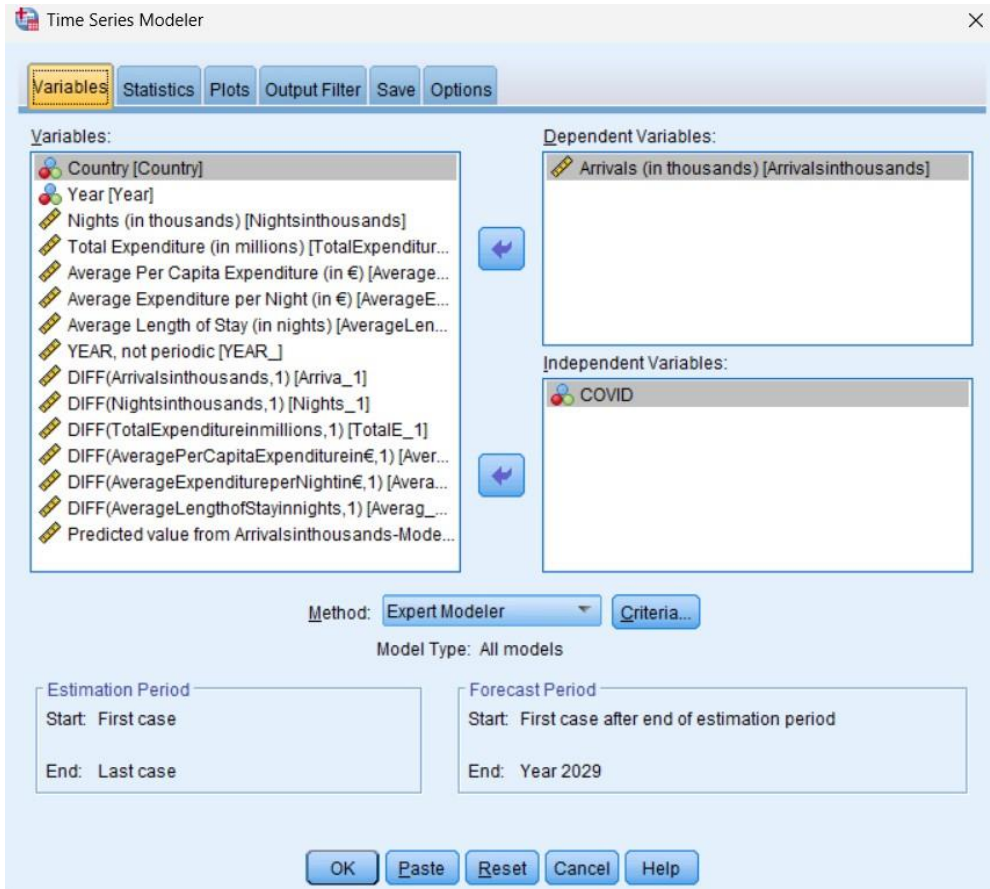 Time Series Modeler
Variables Statistics Plots Output Filter Save Options
Variables:
Country [Country]
Year [Year]
Nights (in thousands) [Nightsinthousands]
Total Expenditure (in millions) [TotalExpenditur...
Average Per Capita Expenditure (in €) [Average...
Average Expenditure per Night (in €) [AverageE...
Average Length of Stay (in nights) [AverageLen...
YEAR, not periodic [YEAR_]
DIFF(Arrivalsinthousands,1) [Arriva_1]
DIFF(Nightsinthousands,1) [Nights_1]
DIFF(TotalExpenditureinmillions,1) [TotalE_1]
DIFF(AveragePerCapitaExpenditurein€,1) [Aver...
DIFF(AverageExpenditureperNightin€,1) [Avera...
DIFF(AverageLengthofStayinnights,1) [Averag_...
Predicted value from Arrivalsinthousands-Mode...
Dependent Variables:
Arrivals (in thousands) [Arrivalsinthousands]
Independent Variables:
COVID
Method: Expert Modeler Criteria...
Model Type: All models
Estimation Period
Start: First case
End: Last case
Forecast Period
Start: First case after end of estimation period
End: Year 2029
OK Paste Reset Cancel Help